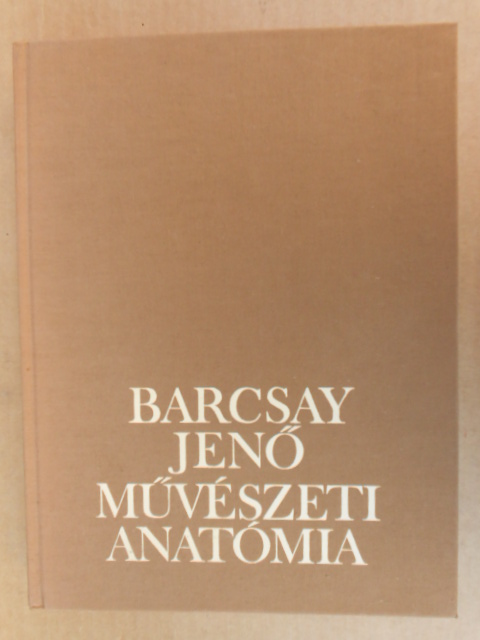 BARCSAY
JENŐ
MŰVÉSZETI
ANATÓMIA